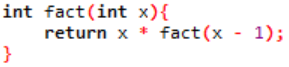 int fact(int x){
    return x * fact(x - 1);
}